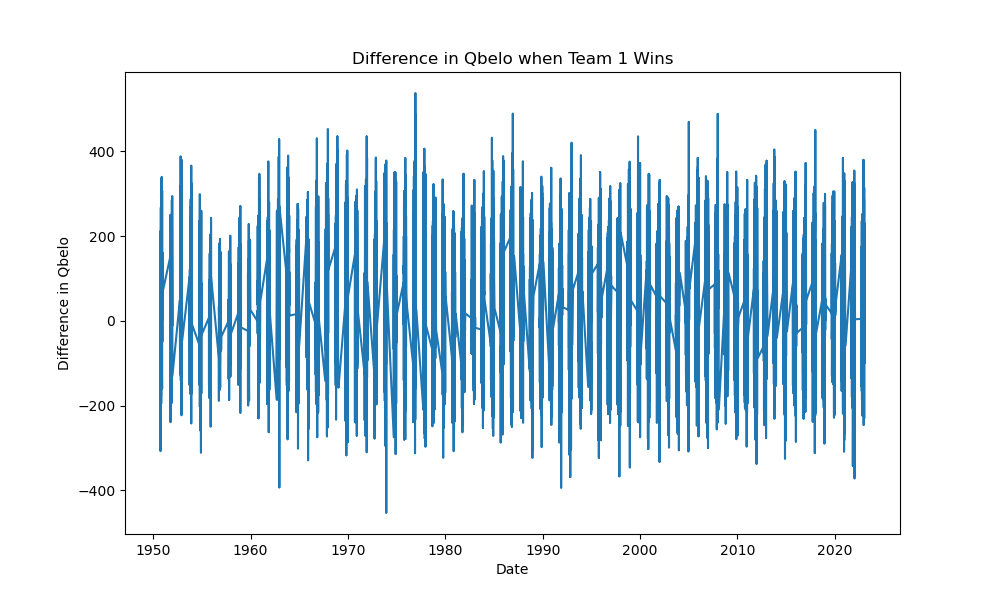 Difference in Qbelo when Team 1 Wins
400
200
0
−200
−400
Difference in Qbelo
1950 1960 1970 1980 1990 2000 2010 2020
Date